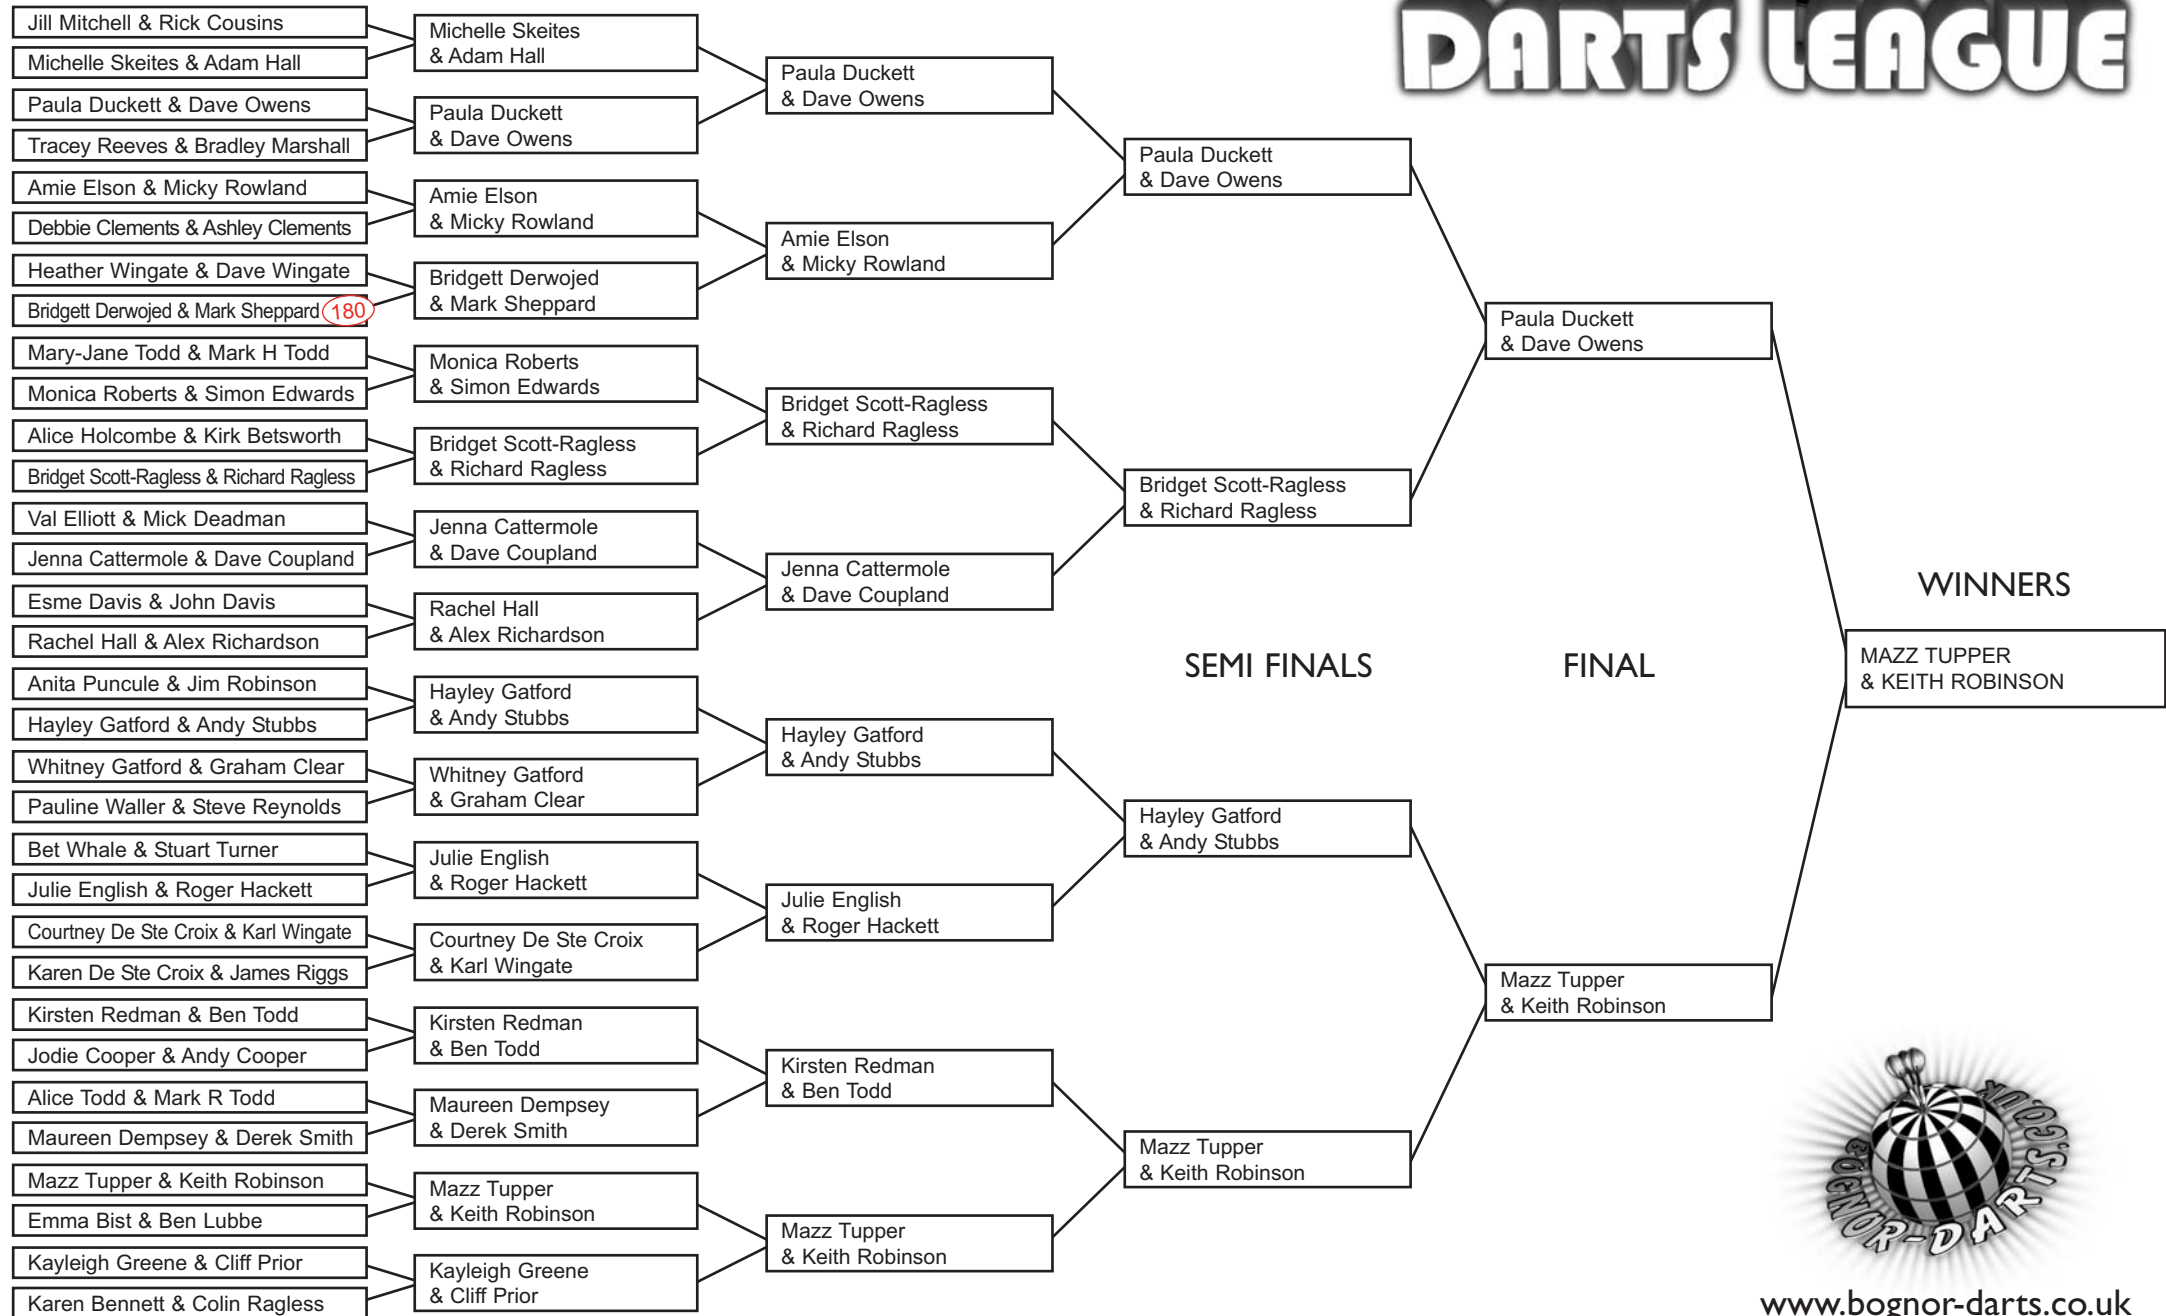 DARTS LEAGUE
Jill Mitchell & Rick Cousins
Michelle Skeites & Adam Hall
Paula Duckett & Dave Owens
Tracey Reeves & Bradley Marshall
Amie Elson & Micky Rowland
Debbie Clements & Ashley Clements
Heather Wingate & Dave Wingate
Bridgett Derwojed & Mark Sheppard 180
Mary-Jane Todd & Mark H Todd
Monica Roberts & Simon Edwards
Alice Holcombe & Kirk Betsworth
Bridget Scott-Ragless & Richard Ragless
Val Elliott & Mick Deadman
Jenna Cattermole & Dave Coupland
Esme Davis & John Davis
Rachel Hall & Alex Richardson
Anita Puncule & Jim Robinson
Hayley Gatford & Andy Stubbs
Whitney Gatford & Graham Clear
Pauline Waller & Steve Reynolds
Bet Whale & Stuart Turner
Julie English & Roger Hackett
Courtney De Ste Croix & Karl Wingate
Karen De Ste Croix & James Riggs
Kirsten Redman & Ben Todd
Jodie Cooper & Andy Cooper
Alice Todd & Mark R Todd
Maureen Dempsey & Derek Smith
Mazz Tupper & Keith Robinson
Emma Bist & Ben Lubbe
Kayleigh Greene & Cliff Prior
Karen Bennett & Colin Ragless
Michelle Skeites
& Adam Hall
Paula Duckett
& Dave Owens
Amie Elson
& Micky Rowland
Bridgett Derwojed
& Mark Sheppard
Monica Roberts
& Simon Edwards
Bridget Scott-Ragless
& Richard Ragless
Jenna Cattermole
& Dave Coupland
Rachel Hall
& Alex Richardson
Hayley Gatford
& Andy Stubbs
Whitney Gatford
& Graham Clear
Julie English
& Roger Hackett
Courtney De Ste Croix
& Karl Wingate
Kirsten Redman
& Ben Todd
Maureen Dempsey
& Derek Smith
Mazz Tupper
& Keith Robinson
Kayleigh Greene
& Cliff Prior
Paula Duckett
& Dave Owens
Amie Elson
& Micky Rowland
Bridget Scott-Ragless
& Richard Ragless
Jenna Cattermole
& Dave Coupland
Hayley Gatford
& Andy Stubbs
Julie English
& Roger Hackett
Kirsten Redman
& Ben Todd
Mazz Tupper
& Keith Robinson
Paula Duckett
& Dave Owens
Bridget Scott-Ragless
& Richard Ragless
SEMI FINALS
Hayley Gatford
& Andy Stubbs
Mazz Tupper
& Keith Robinson
Paula Duckett
& Dave Owens
FINAL
Mazz Tupper
& Keith Robinson
WINNERS
MAZZ TUPPER
& KEITH ROBINSON
BOGNOR-DARTS.CO.UK
www.bognor-darts.co.uk